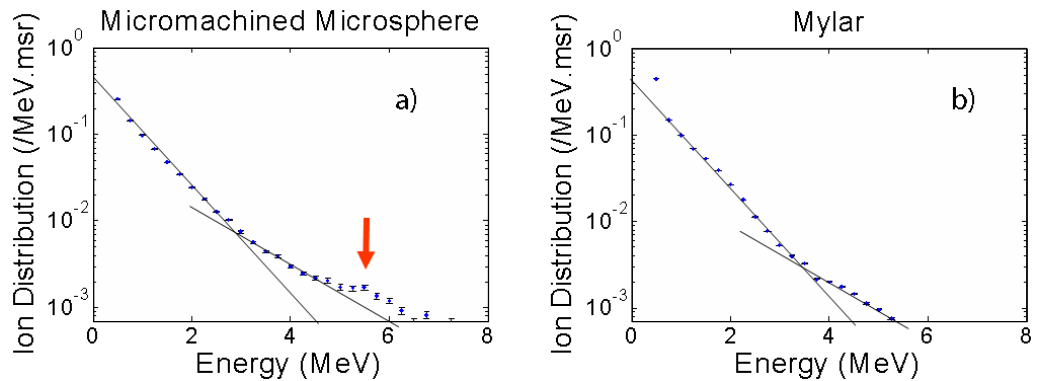 Micromachined Microsphere
Ion Distribution (/MeV.msr)
10^0
10^-1
10^-2
10^-3
a)
0 2 4 6 8
Energy (MeV)
Mylar
Ion Distribution (/MeV.msr)
10^0
10^-1
10^-2
10^-3
b)
0 2 4 6 8
Energy (MeV)